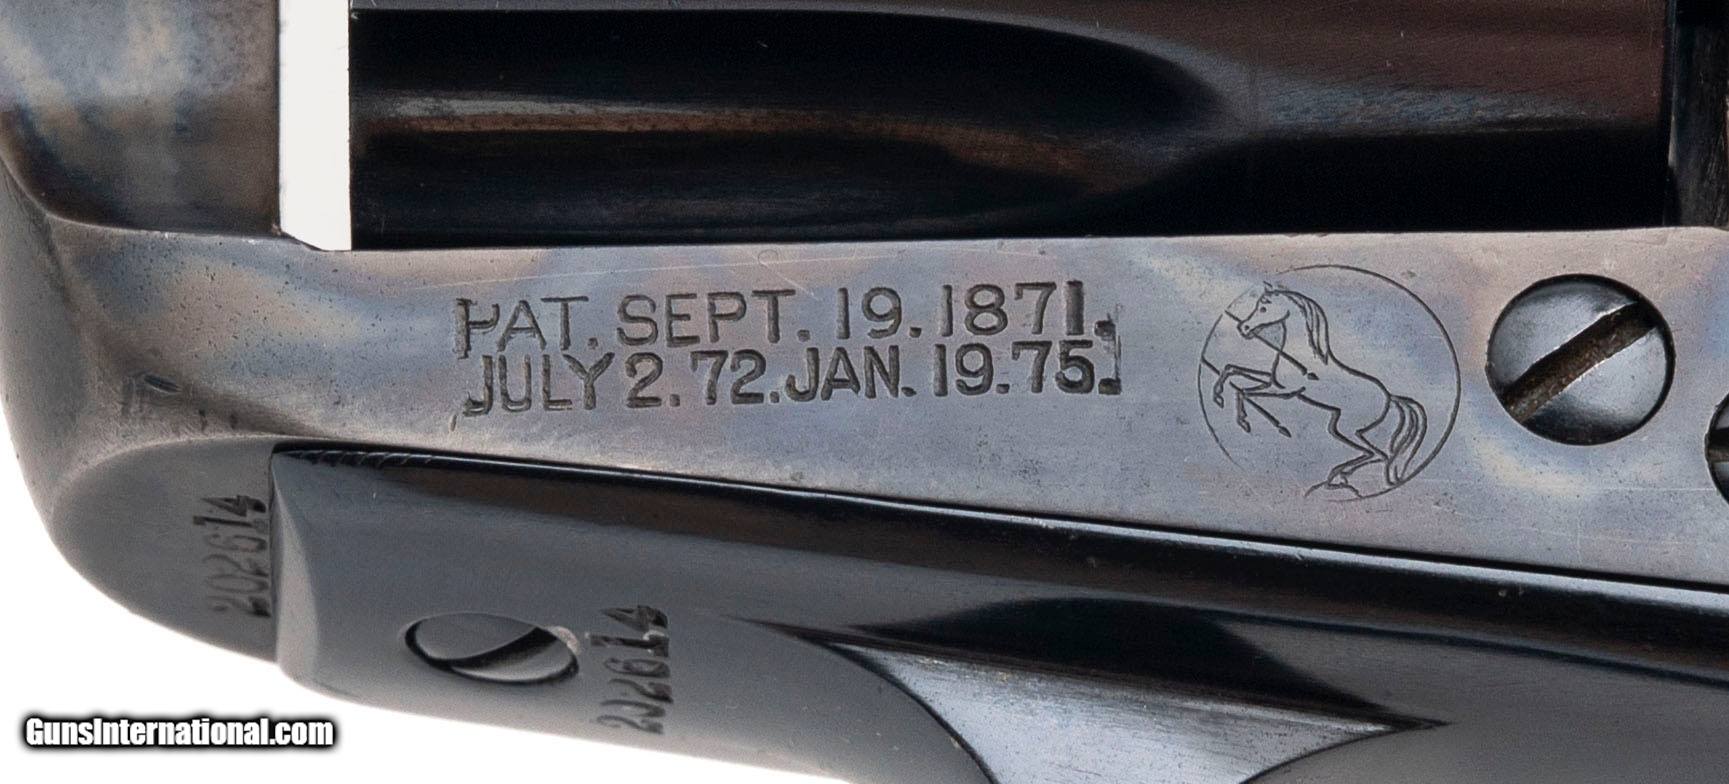 PAT. SEPT. 19. 1871.
JULY 2. 72. JAN. 19. 75.
202614
202614
GunsInternational.com